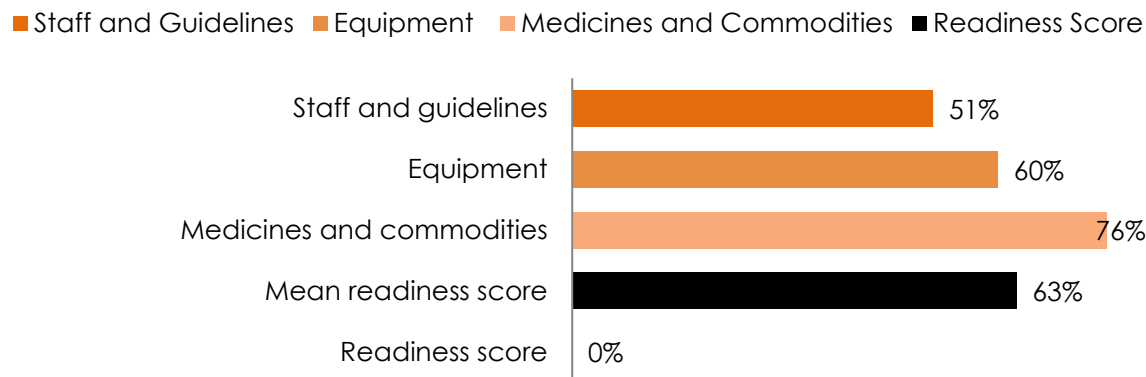 Staff and Guidelines Equipment Medicines and Commodities Readiness Score
Staff and guidelines 51%
Equipment 60%
Medicines and commodities 76%
Mean readiness score 63%
Readiness score 0%